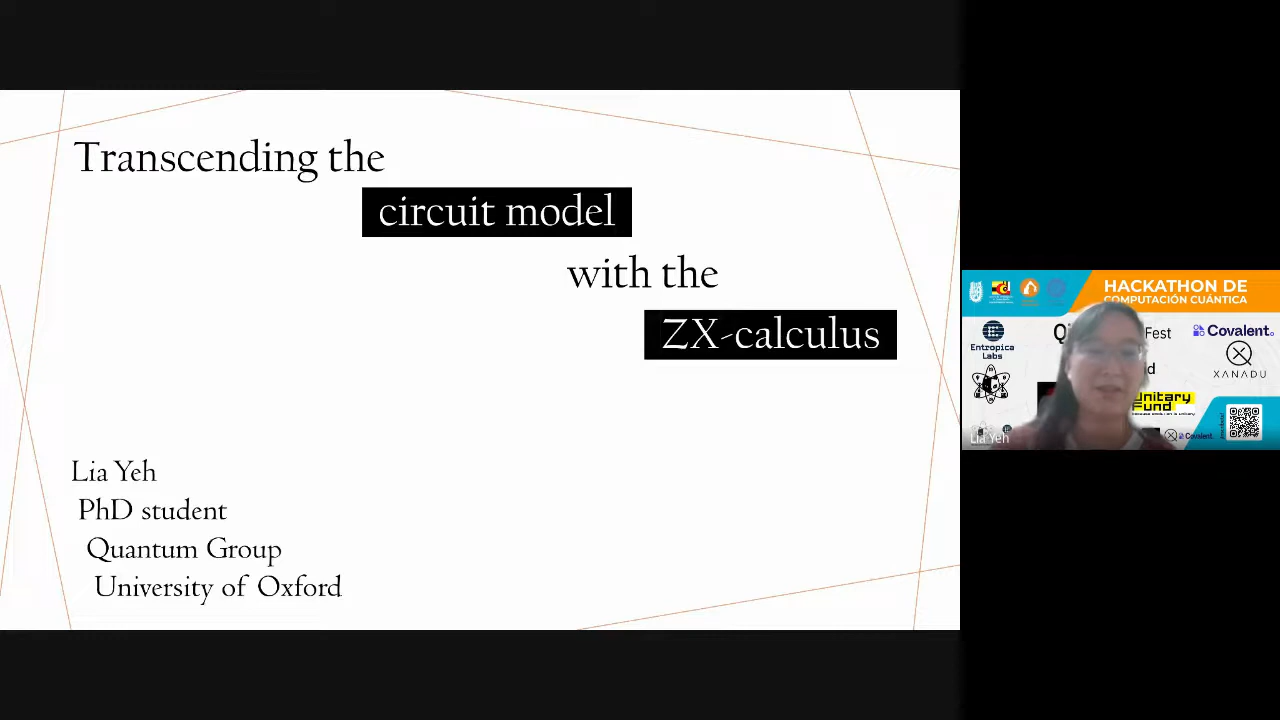 Transcending the
circuit model
with the
ZX-calculus
Lia Yeh
PhD student
Quantum Group
University of Oxford
HACKATHON DE
COMPUTACIÓN CUÁNTICA
Entropica
Labs
Fest
Covalent
XANADU
Unitary
Fund
Covalent
Lia Yeh